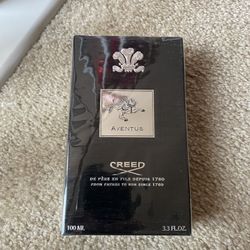 AVENTUS
CREED
DE PÈRE EN FILS DEPUIS 1760
FROM FATHER TO SON SINCE 1760
100 ML 3.3 FL.OZ.